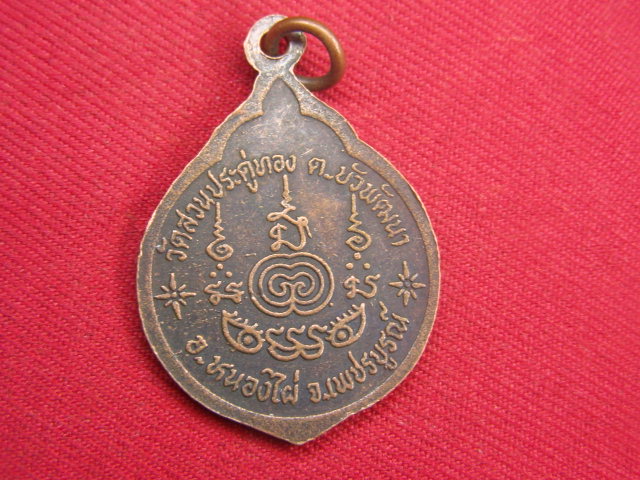 วัดสวนประดู่ทอง ต.บัวพัฒนา
อ.หนองไผ่ จ.เพชรบูรณ์